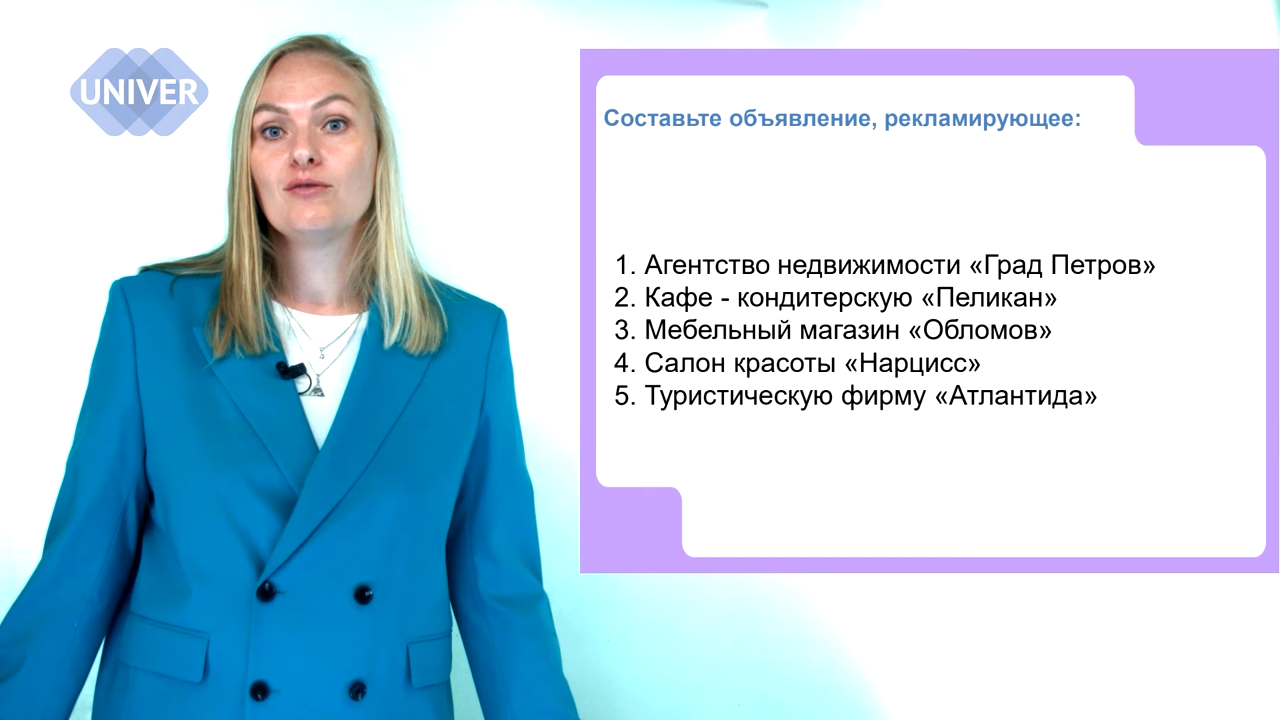 UNIVER
Составьте объявление, рекламирующее:
1. Агентство недвижимости «Град Петров»
2. Кафе - кондитерскую «Пеликан»
3. Мебельный магазин «Обломов»
4. Салон красоты «Нарцисс»
5. Туристическую фирму «Атлантида»